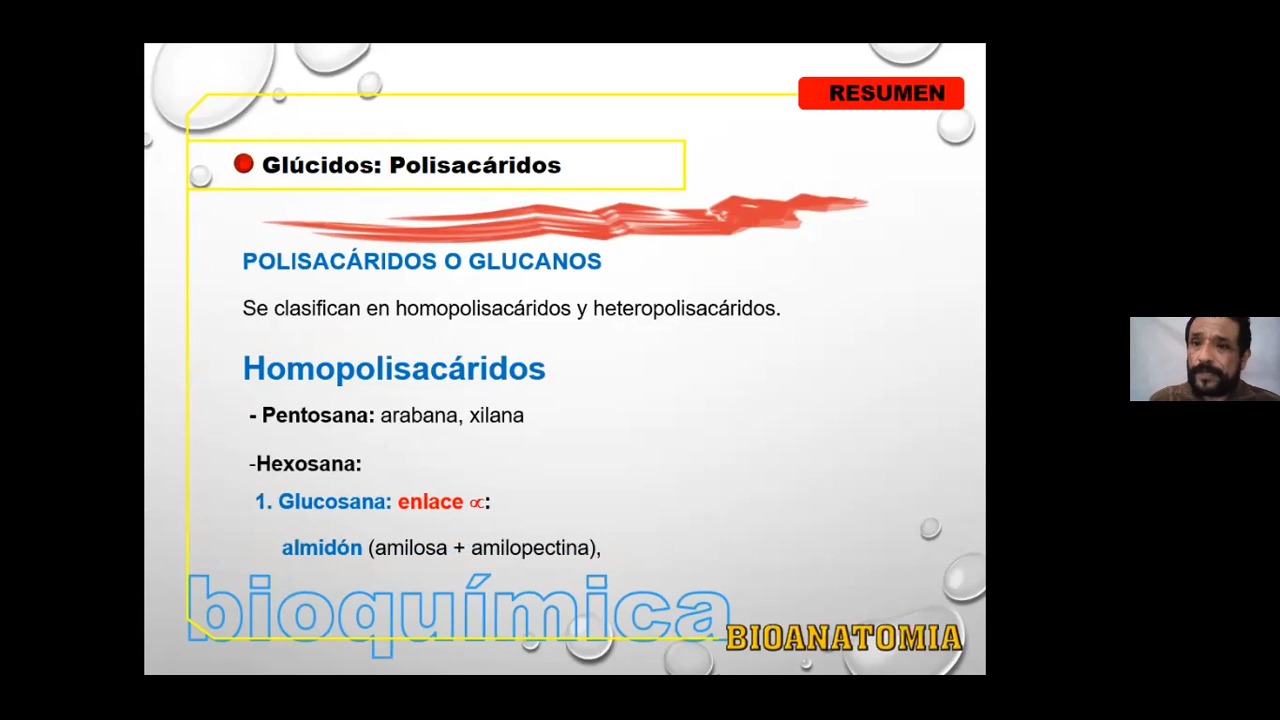 RESUMEN
Glúcidos: Polisacáridos
POLISACÁRIDOS O GLUCANOS
Se clasifican en homopolisacáridos y heteropolisacáridos.
Homopolisacáridos
- Pentosana: arabana, xilana
-Hexosana:
1. Glucosana: enlace ∝:
almidón (amilosa + amilopectina),
bioquímica
BIOANATOMIA